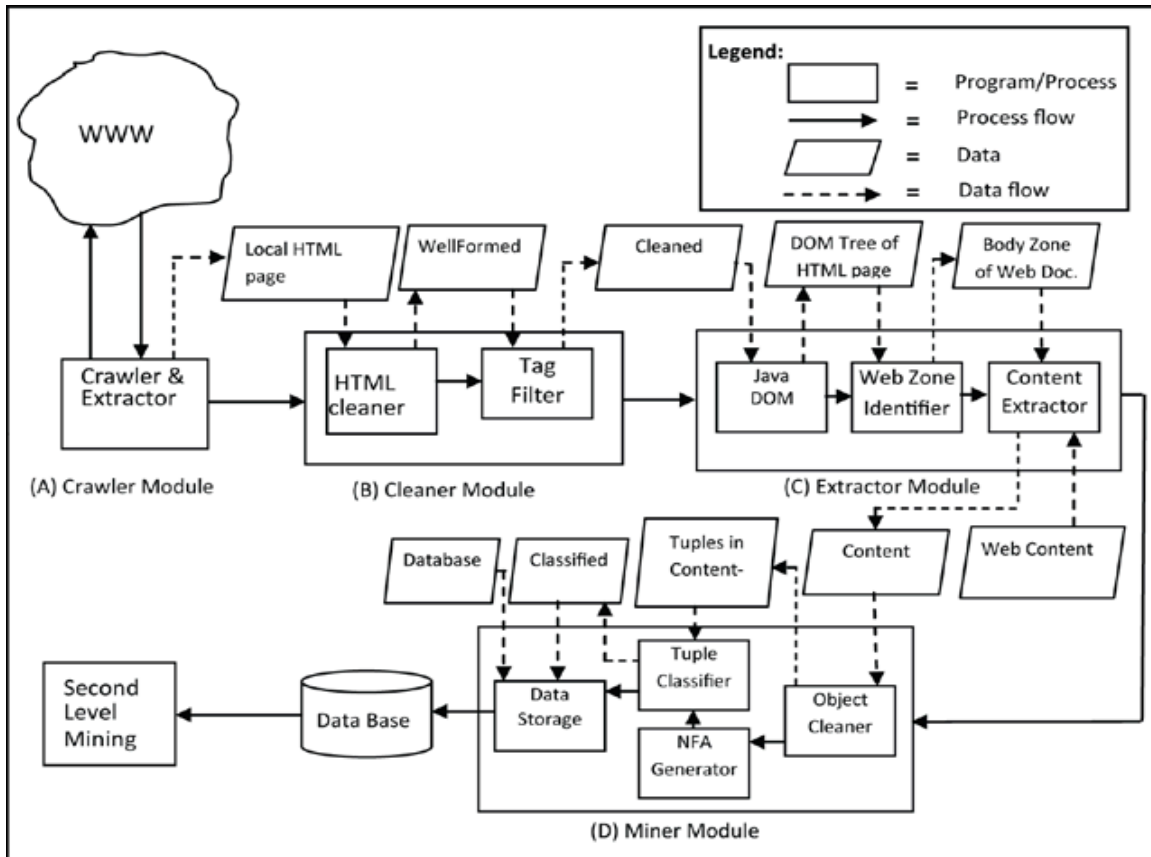 Legend:
= Program/Process
= Process flow
= Data
= Data flow
WWW
Local HTML
page
WellFormed
Cleaned
DOM Tree of
HTML page
Body Zone
of Web Doc.
Crawler &
Extractor
HTML
cleaner
Tag
Filter
Java
DOM
Web Zone
Identifier
Content
Extractor
(A) Crawler Module
(B) Cleaner Module
(C) Extractor Module
Database
Classified
Tuples in
Content-
Content
Web Content
Second
Level
Mining
Data Base
Data
Storage
Tuple
Classifier
NFA
Generator
Object
Cleaner
(D) Miner Module